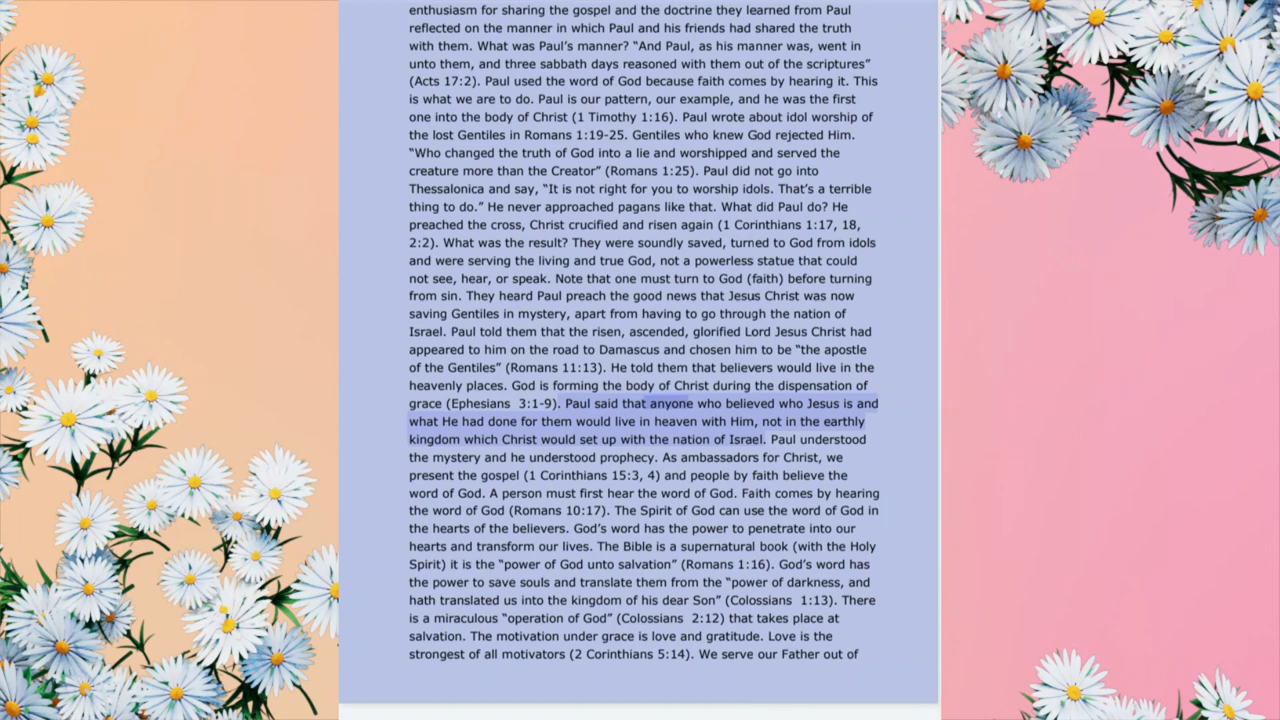 enthusiasm for sharing the gospel and the doctrine they learned from Paul
reflected on the manner in which Paul and his friends had shared the truth
with them. What was Paul’s manner? “And Paul, as his manner was, went in
unto them, and three sabbath days reasoned with them out of the scriptures”
(Acts 17:2). Paul used the word of God because faith comes by hearing it. This
is what we are to do. Paul is our pattern, our example, and he was the first
one into the body of Christ (1 Timothy 1:16). Paul wrote about idol worship of
the lost Gentiles in Romans 1:19-25. Gentiles who knew God rejected Him.
“Who changed the truth of God into a lie and worshipped and served the
creature more than the Creator” (Romans 1:25). Paul did not go into
Thessalonica and say, “It is not right for you to worship idols. That’s a terrible
thing to do.” He never approached pagans like that. What did Paul do? He
preached the cross, Christ crucified and risen again (1 Corinthians 1:17, 18,
2:2). What was the result? They were soundly saved, turned to God from idols
and were serving the living and true God, not a powerless statue that could
not see, hear, or speak. Note that one must turn to God (faith) before turning
from sin. They heard Paul preach the good news that Jesus Christ was now
saving Gentiles in mystery, apart from having to go through the nation of
Israel. Paul told them that the risen, ascended, glorified Lord Jesus Christ had
appeared to him on the road to Damascus and chosen him to be “the apostle
of the Gentiles” (Romans 11:13). He told them that believers would live in the
heavenly places. God is forming the body of Christ during the dispensation of
grace (Ephesians 3:1-9). Paul said that anyone who believed who Jesus is and
what He had done for them would live in heaven with Him, not in the earthly
kingdom which Christ would set up with the nation of Israel. Paul understood
the mystery and he understood prophecy. As ambassadors for Christ, we
present the gospel (1 Corinthians 15:3, 4) and people by faith believe the
word of God. A person must first hear the word of God. Faith comes by hearing
the word of God (Romans 10:17). The Spirit of God can use the word of God in
the hearts of the believers. God’s word has the power to penetrate into our
hearts and transform our lives. The Bible is a supernatural book (with the Holy
Spirit) it is the “power of God unto salvation” (Romans 1:16). God’s word has
the power to save souls and translate them from the “power of darkness, and
hath translated us into the kingdom of his dear Son” (Colossians 1:13). There
is a miraculous “operation of God” (Colossians 2:12) that takes place at
salvation. The motivation under grace is love and gratitude. Love is the
strongest of all motivators (2 Corinthians 5:14). We serve our Father out of